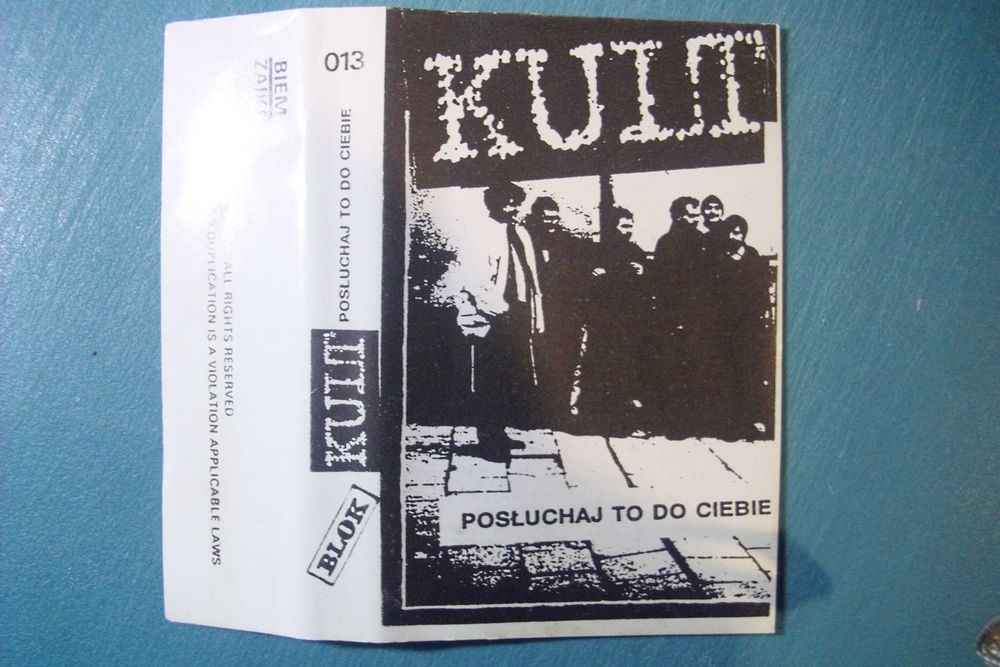 BIEM
ZAIKS
ALL RIGHTS RESERVED
DUPLICATION IS A VIOLATION APPLICABLE LAWS
013
POSŁUCHAJ TO DO CIEBIE
KULT
BLOK
KULT
POSŁUCHAJ TO DO CIEBIE